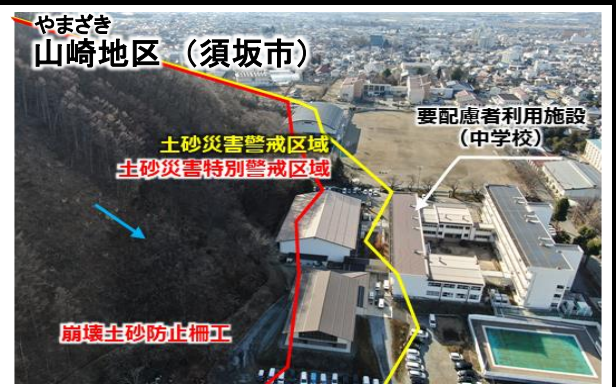 やまざき
山崎地区 （須坂市）
要配慮者利用施設
（中学校）
土砂災害警戒区域
土砂災害特別警戒区域
崩壊土砂防止柵工